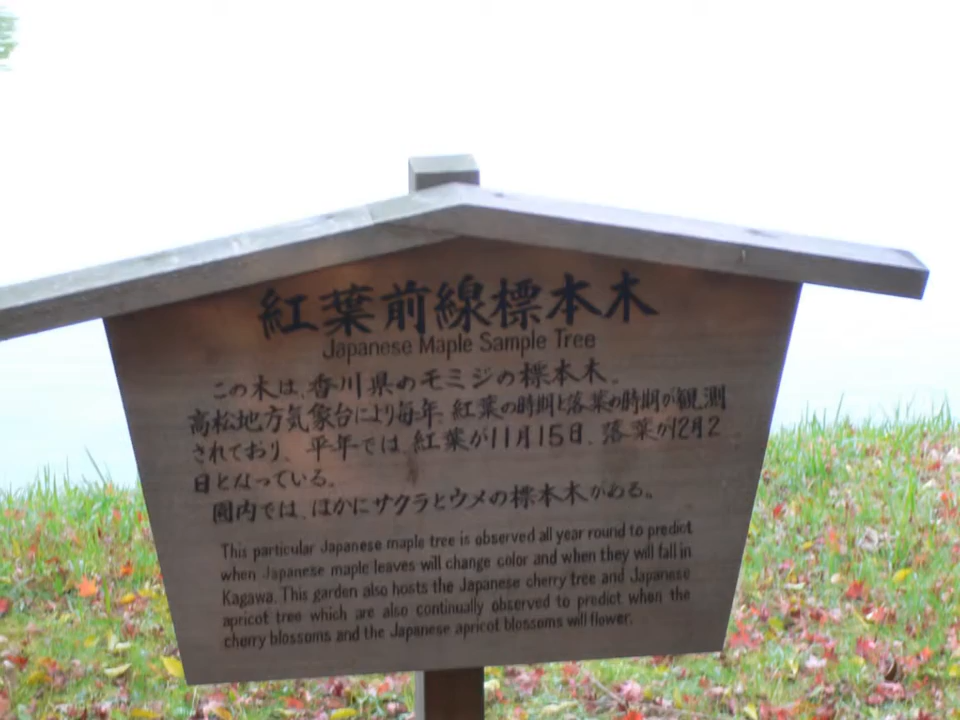 紅葉前線標本木
Japanese Maple Sample Tree
この木は、香川県のモミジの標本木。
高松地方気象台により毎年、紅葉の時期と落葉の時期が観測
されており、平年では、紅葉が11月15日、落葉が12月2
日となっている。
園内では、ほかにサクラとウメの標本木がある。
This particular Japanese maple tree is observed all year round to predict
when Japanese maple leaves will change color and when they will fall in
Kagawa. This garden also hosts the Japanese cherry tree and Japanese
apricot tree which are also continually observed to predict when the
cherry blossoms and the Japanese apricot blossoms will flower.